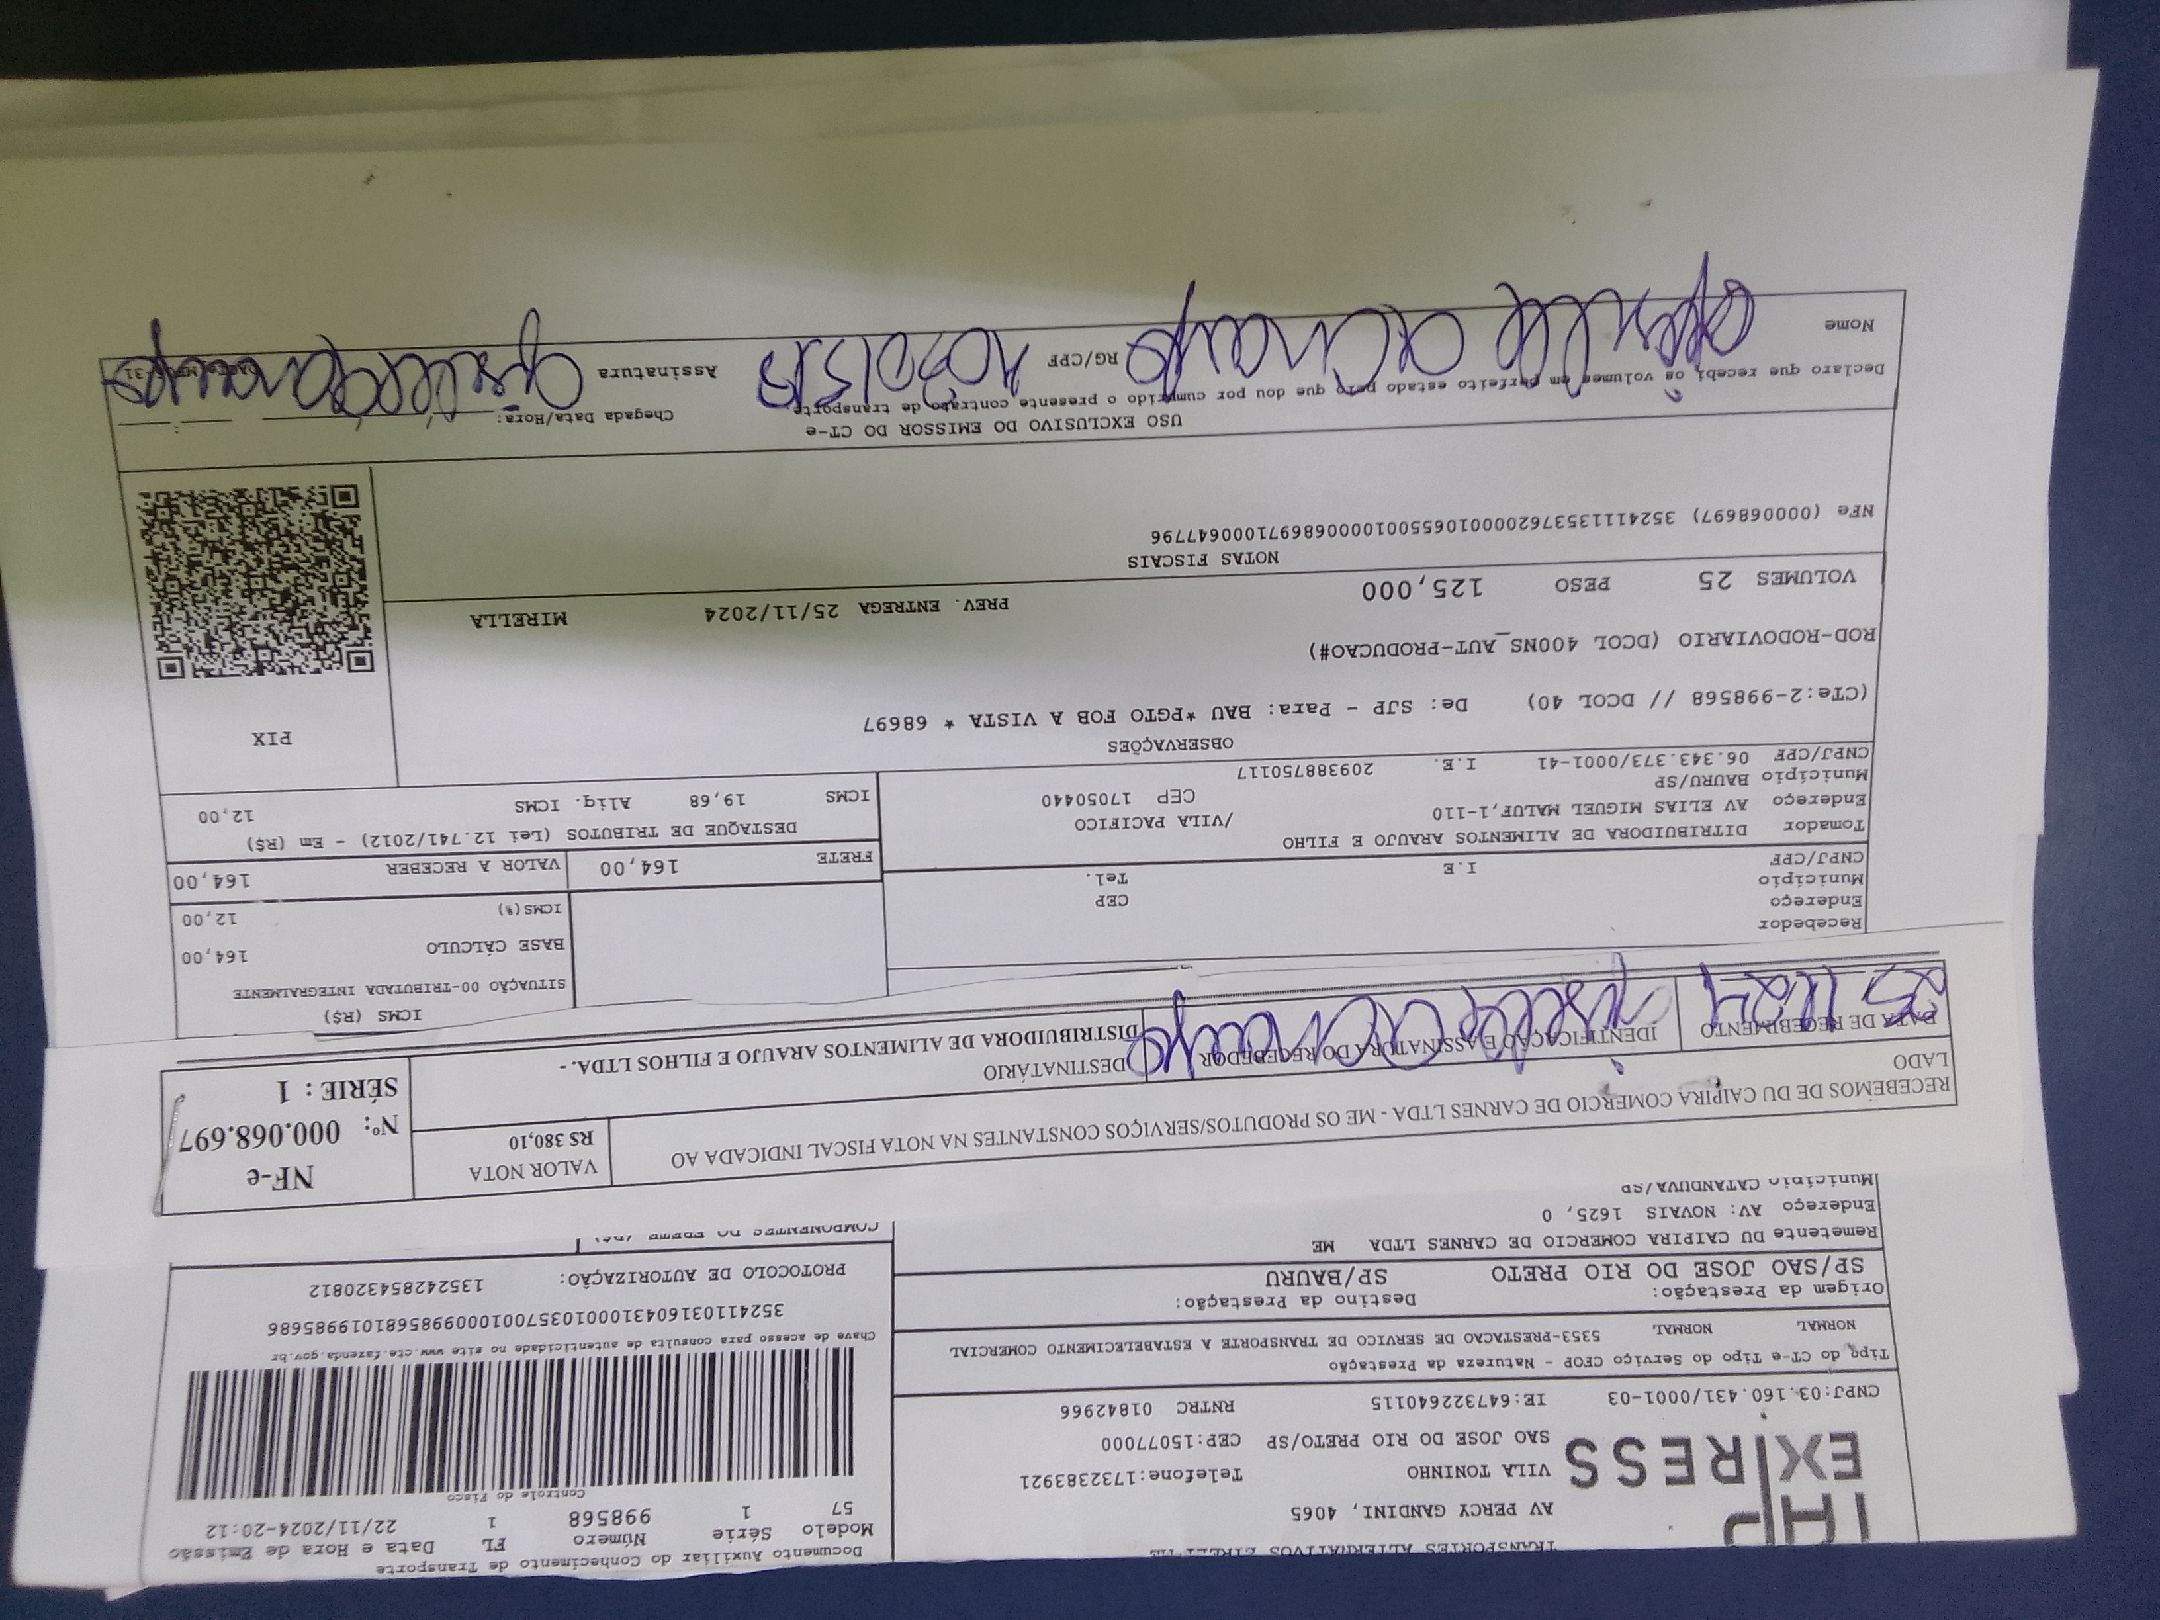 Documento Auxiliar do Conhecimento de Transporte
Modelo Série Número FL Data e Hora de Emissão
57 1 998568 1 22/11/2024-20:12
Controle do Fisco
Chave de acesso para consulta de autenticidade no site www.cte.fazenda.gov.br
35241103160431000103570010009985681019985686
PROTOCOLO DE AUTORIZAÇÃO: 135242854320812
COMPONENTES DO FRETE (R$)
TRANSPORTES ALTERNATIVOS EIRELI ME
EXPRESS
AV PERCY GANDINI, 4065
VILA TONINHO Telefone:1732383921
SAO JOSE DO RIO PRETO/SP CEP:15077000
CNPJ:03.160.431/0001-03 IE:647322640115 RNTRC 01842966
Tipo do CT-e Tipo do Serviço CFOP - Natureza da Prestação
NORMAL NORMAL 5353-PRESTACAO DE SERVICO DE TRANSPORTE A ESTABELECIMENTO COMERCIAL
Origem da Prestação: Destino da Prestação:
SP/SAO JOSE DO RIO PRETO SP/BAURU
Remetente DU CAIPIRA COMERCIO DE CARNES LTDA ME
Endereço AV: NOVAIS 1625, 0
Município CATANDUVA/SP
RECEBEMOS DE DU CAIPIRA COMERCIO DE CARNES LTDA - ME OS PRODUTOS/SERVIÇOS CONSTANTES NA NOTA FISCAL INDICADA AO
LADO
VALOR NOTA
R$ 380,10
NF-e
Nº: 000.068.697
SÉRIE : 1
DATA DE RECEBIMENTO
25 11 24
IDENTIFICAÇÃO E ASSINATURA DO RECEBEDOR
DESTINATÁRIO
DISTRIBUIDORA DE ALIMENTOS ARAUJO E FILHOS LTDA. -
ICMS (R$)
SITUAÇÃO 00-TRIBUTADA INTEGRALMENTE
BASE CÁLCULO 164,00
ICMS(%) 12,00
Recebedor
Endereço CEP
Município Tel.
CNPJ/CPF I.E
FRETE 164,00 VALOR A RECEBER 164,00
Tomador DITRIBUIDORA DE ALIMENTOS ARAUJO E FILHO
Endereço AV ELIAS MIGUEL MALUF,1-110 /VILA PACIFICO
Município BAURU/SP CEP 17050440
CNPJ/CPF 06.343.373/0001-41 I.E. 209388750117
DESTAQUE DE TRIBUTOS (Lei 12.741/2012) - Em (R$)
ICMS 19,68 Aliq. ICMS 12,00
OBSERVAÇÕES
(CTe:2-998568 // DCOL 40) De: SJP - Para: BAU *PGTO FOB A VISTA * 68697
PIX
ROD-RODOVIARIO (DCOL 400NS_AUT-PRODUCAO#)
VOLUMES 25 PESO 125,000 PREV. ENTREGA 25/11/2024 MIRELLA
NOTAS FISCAIS
NFe (000068697) 35241111353762000010655001000068697100064779​6
USO EXCLUSIVO DO EMISSOR DO CT-e
Declaro que recebi os volumes em perfeito estado pelo que dou por cumprido o presente contrato de transporte.
Chegada Data/Hora:
Nome RG/CPF Assinatura